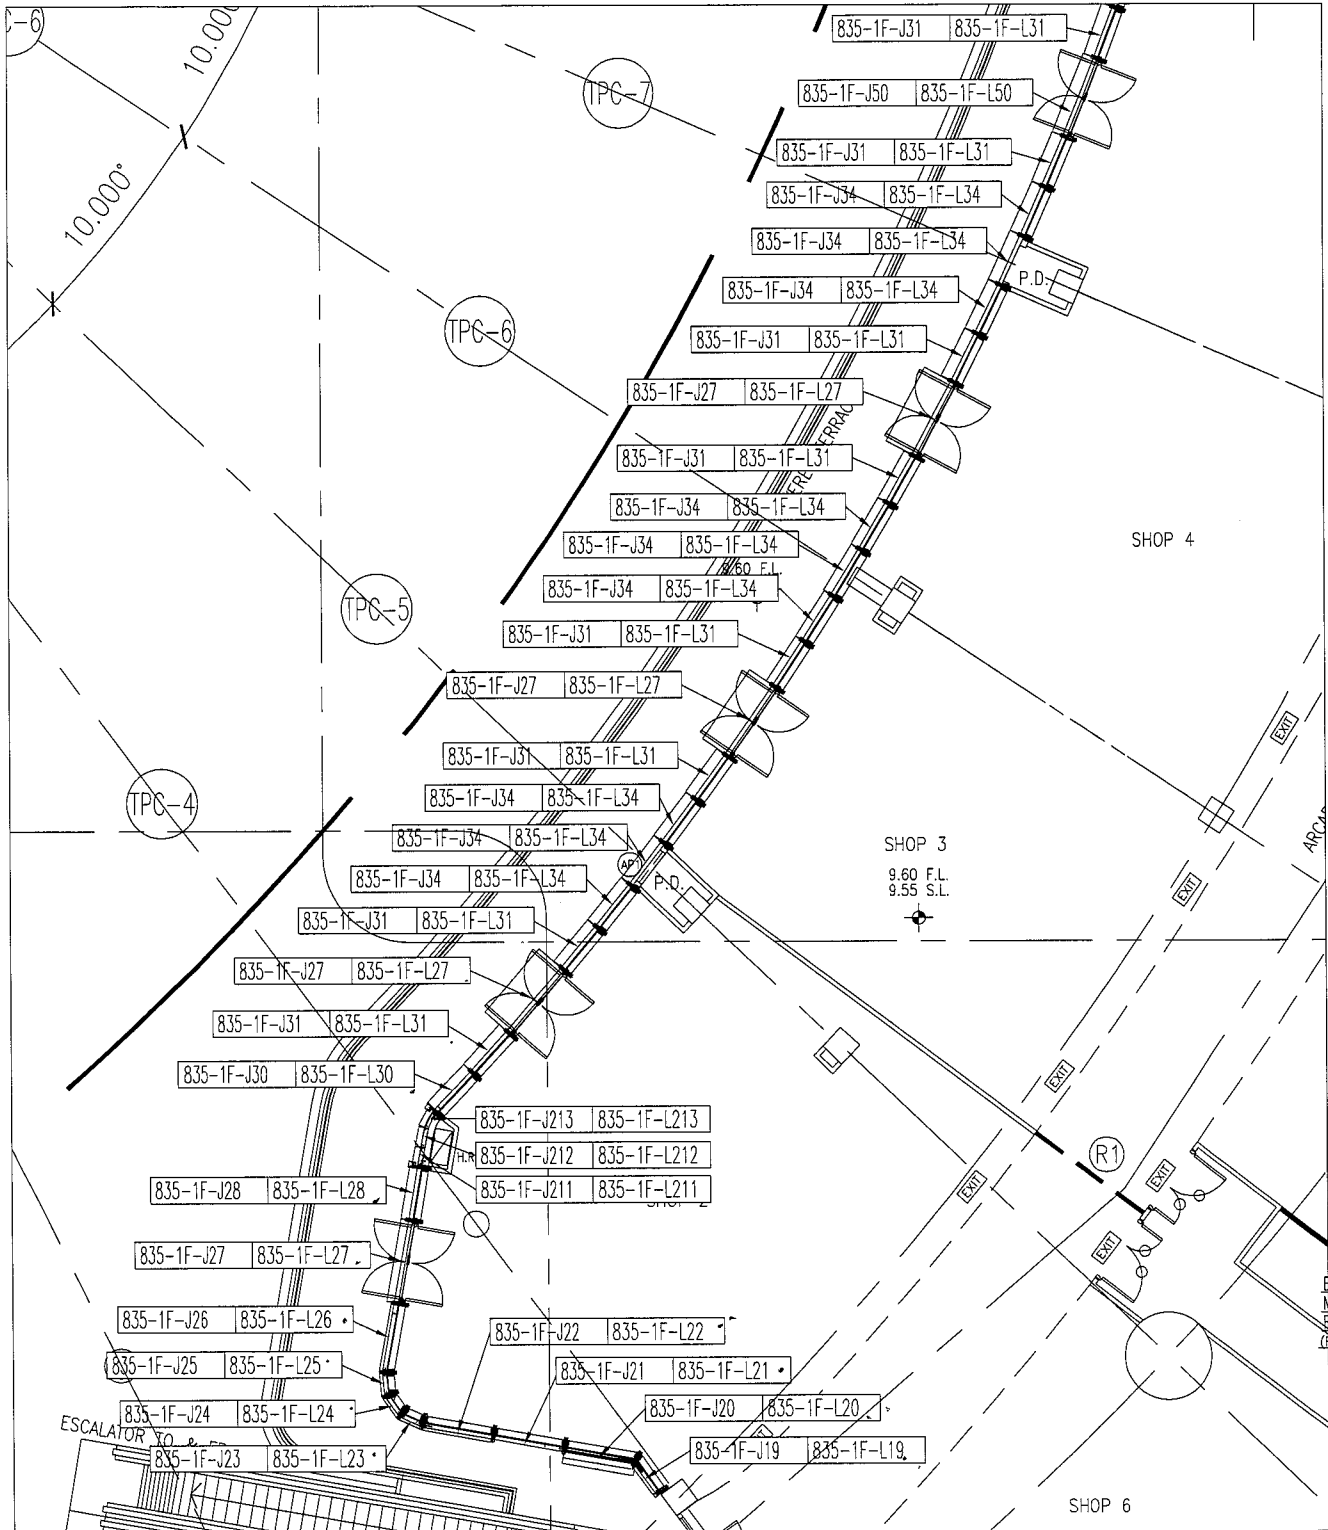 C-6
10.000°
835-1F-J31 835-1F-L31
TPC-7
835-1F-J50 835-1F-L50
835-1F-J31 835-1F-L31
10.000°
835-1F-J34 835-1F-L34
835-1F-J34 835-1F-L34
P.D.
835-1F-J34 835-1F-L34
TPC-6
835-1F-J31 835-1F-L31
835-1F-J27 835-1F-L27
835-1F-J31 835-1F-L31
835-1F-J34 835-1F-L34
SHOP 4
835-1F-J34 835-1F-L34
9.60 F.L.
835-1F-J34 835-1F-L34
TPC-5
835-1F-J31 835-1F-L31
835-1F-J27 835-1F-L27
EXIT
835-1F-J31 835-1F-L31
835-1F-J34 835-1F-L34
TPC-4
835-1F-J34 835-1F-L34
SHOP 3
AP1
835-1F-J34 835-1F-L34
P.D.
9.60 F.L.
9.55 S.L.
EXIT
835-1F-J31 835-1F-L31
835-1F-J27 835-1F-L27
835-1F-J31 835-1F-L31
835-1F-J30 835-1F-L30
EXIT
835-1F-J213 835-1F-L213
835-1F-J212 835-1F-L212
R1
EXIT
835-1F-J28 835-1F-L28
835-1F-J211 835-1F-L211
EXIT
835-1F-J27 835-1F-L27
EXIT
835-1F-J26 835-1F-L26
835-1F-J22 835-1F-L22
835-1F-J25 835-1F-L25
835-1F-J21 835-1F-L21
835-1F-J24 835-1F-L24
835-1F-J20 835-1F-L20
ESCALATOR TO
835-1F-J23 835-1F-L23
835-1F-J19 835-1F-L19
SHOP 6